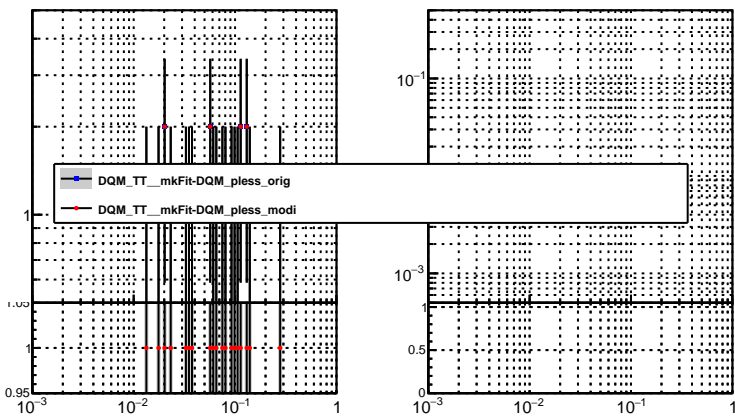 10⁻¹
1
DQM_TT__mkFit-DQM_pless_orig
DQM_TT__mkFit-DQM_pless_modi
10⁻³
1.05
1
1
0.5
0.95
0
10⁻³ 10⁻² 10⁻¹ 1
10⁻³ 10⁻² 10⁻¹ 1